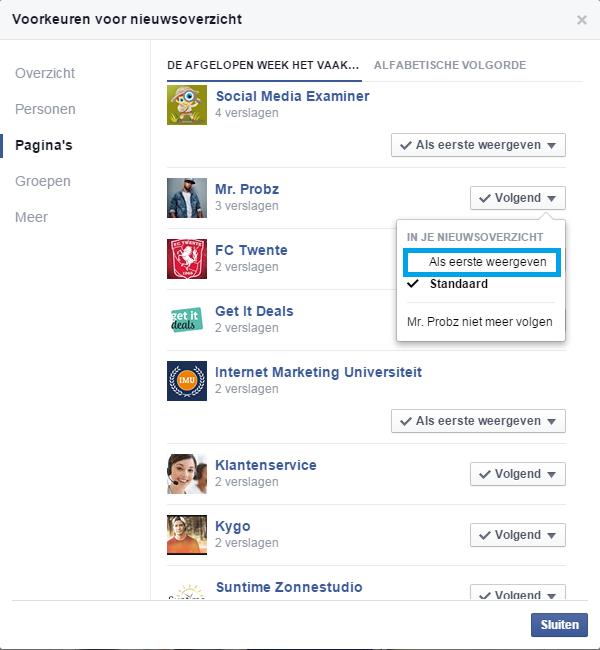 Voorkeuren voor nieuwsoverzicht
×
Overzicht
Personen
Pagina's
Groepen
Meer
DE AFGELOPEN WEEK HET VAAK... ALFABETISCHE VOLGORDE
Social Media Examiner
4 verslagen
Als eerste weergeven
Mr. Probz
3 verslagen
Volgend
IN JE NIEUWSOVERZICHT
Als eerste weergeven
Standaard
Mr. Probz niet meer volgen
FC TWENTE
1965
FC Twente
2 verslagen
get it
deals
Get It Deals
2 verslagen
IMU
Internet Marketing Universiteit
2 verslagen
Als eerste weergeven
Klantenservice
2 verslagen
Volgend
Kygo
2 verslagen
Volgend
Suntime
Suntime Zonnestudio
Volgend
Sluiten